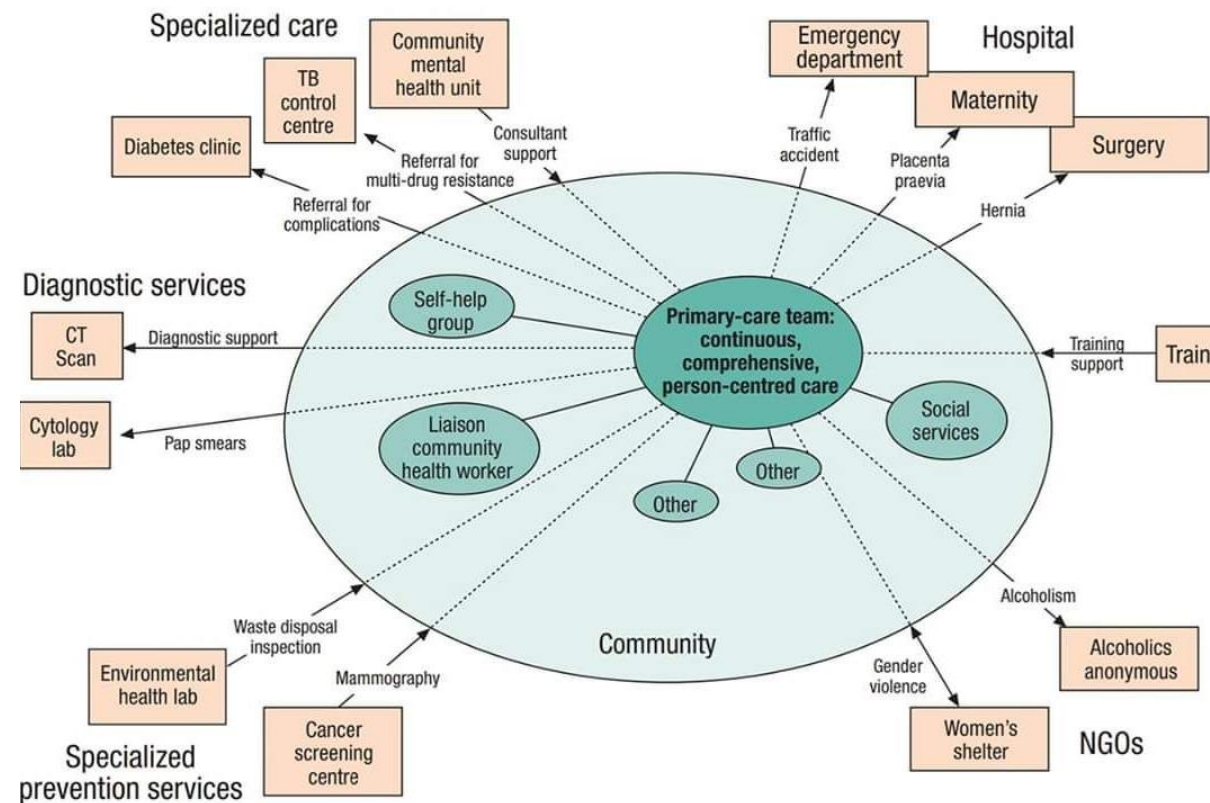 Specialized care
Community
mental
health unit
TB
control
centre
Diabetes clinic
Consultant
support
Referral for
multi-drug resistance
Referral for
complications
Emergency
department
Hospital
Maternity
Surgery
Traffic
accident
Placenta
praevia
Hernia
Diagnostic services
CT
Scan
Diagnostic support
Cytology
lab
Pap smears
Self-help
group
Primary-care team:
continuous,
comprehensive,
person-centred care
Training
support
Train
Liaison
community
health worker
Social
services
Other
Other
Community
Waste disposal
inspection
Environmental
health lab
Mammography
Cancer
screening
centre
Specialized
prevention services
Alcoholism
Alcoholics
anonymous
Gender
violence
Women's
shelter
NGOs